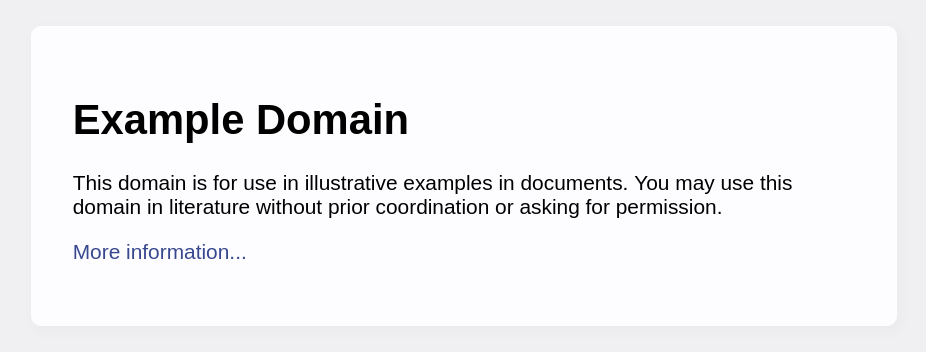 Example Domain
This domain is for use in illustrative examples in documents. You may use this
domain in literature without prior coordination or asking for permission.
More information...